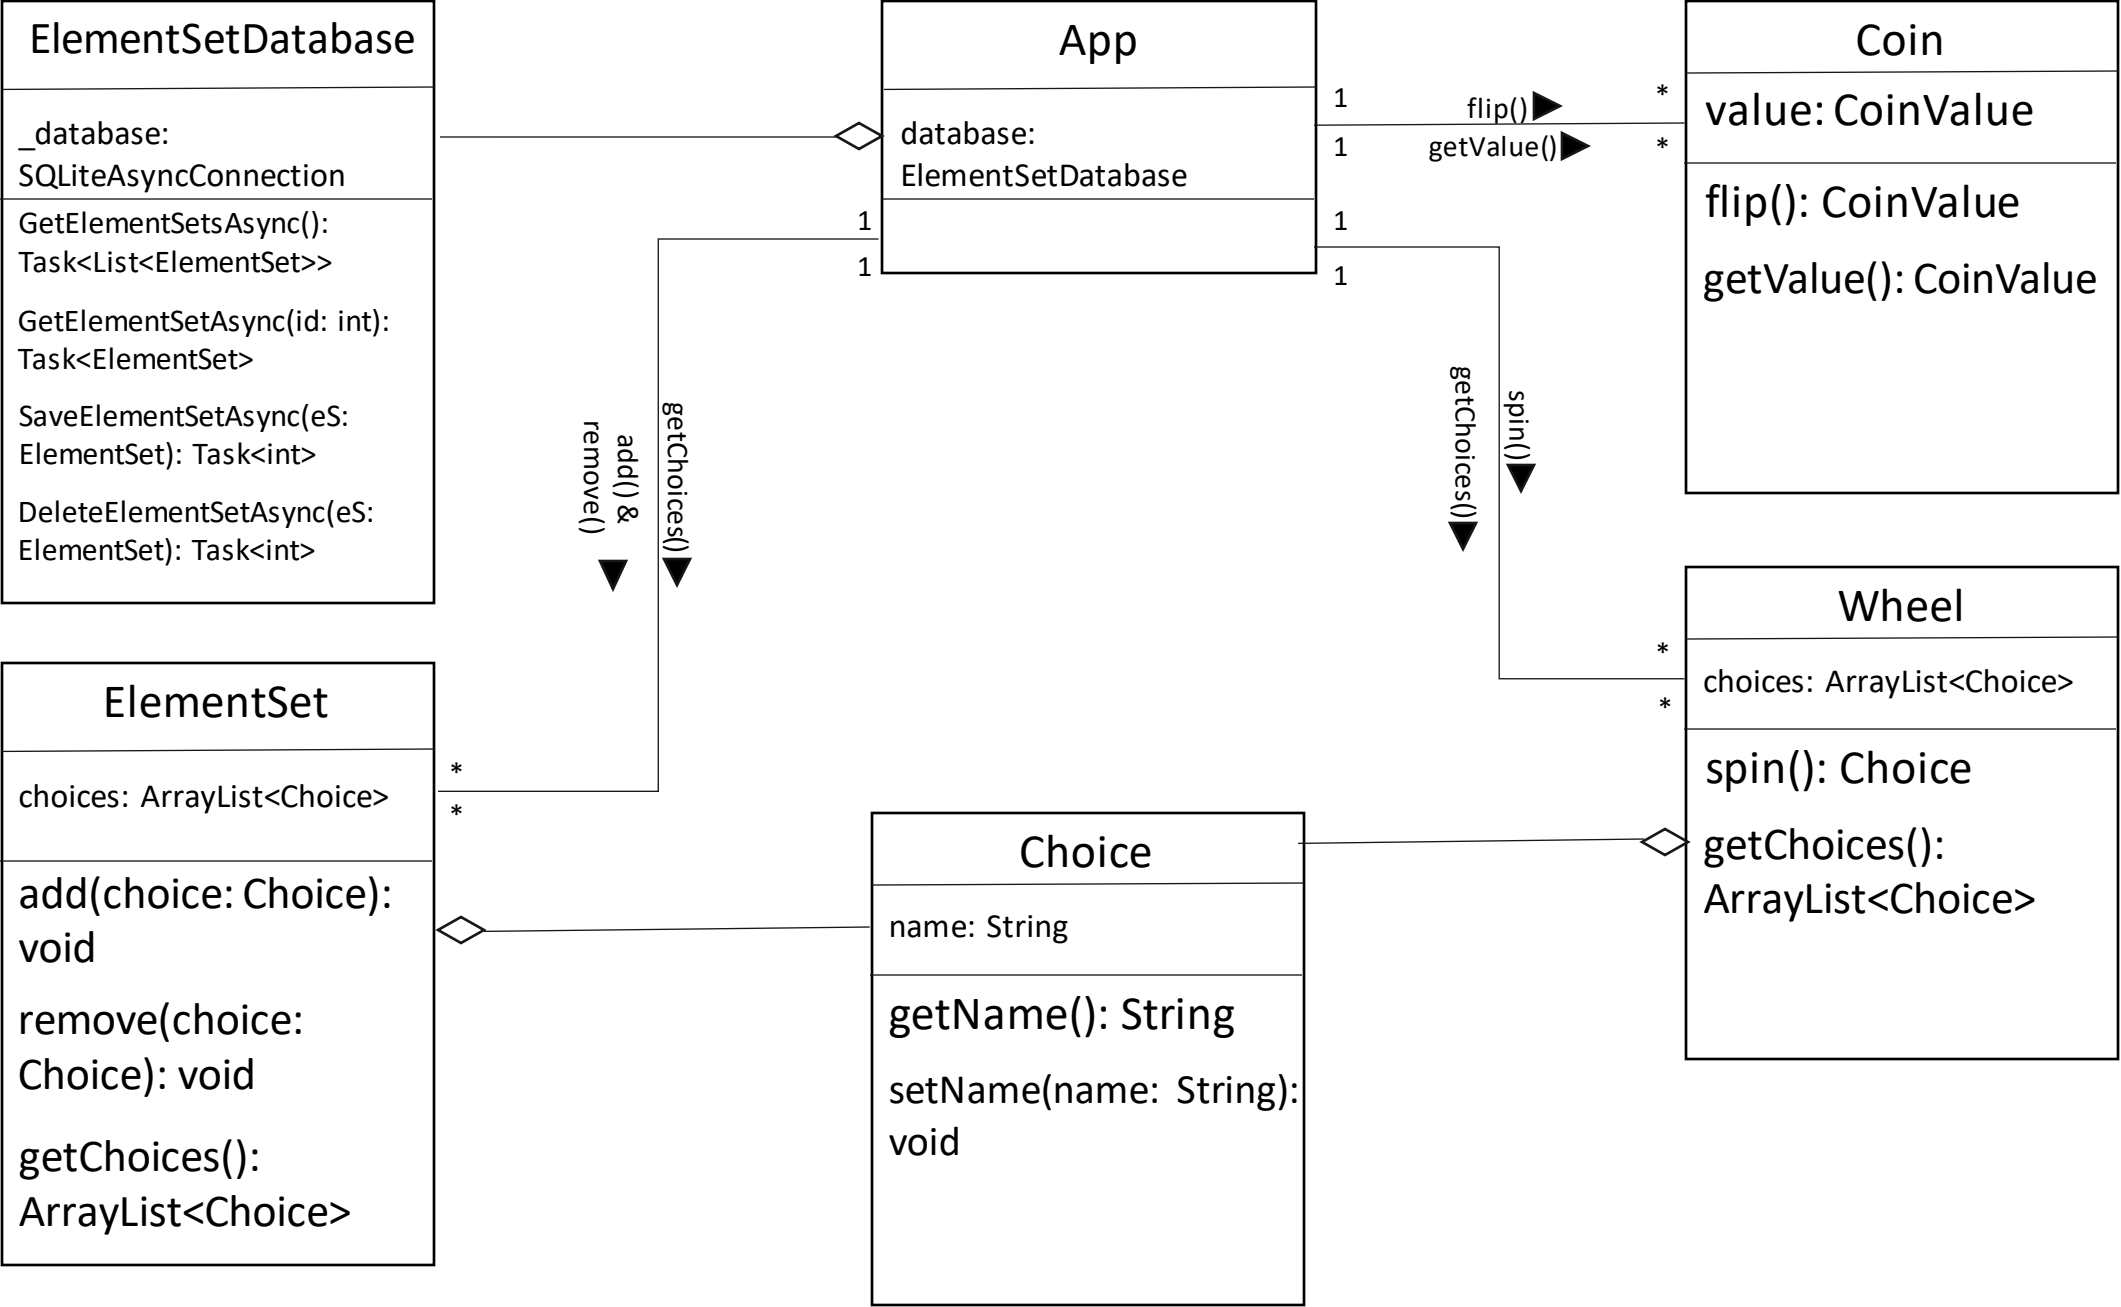 ElementSetDatabase
_database:
SQLiteAsyncConnection
GetElementSetsAsync():
Task<List<ElementSet>>
GetElementSetAsync(id: int):
Task<ElementSet>
SaveElementSetAsync(eS:
ElementSet): Task<int>
DeleteElementSetAsync(eS:
ElementSet): Task<int>
App
database:
ElementSetDatabase
1
1
1
1
1
1
flip()
getValue()
*
*
Coin
value: CoinValue
flip(): CoinValue
getValue(): CoinValue
add() &
remove()
getChoices()
getChoices()
spin()
*
*
Wheel
choices: ArrayList<Choice>
spin(): Choice
getChoices():
ArrayList<Choice>
ElementSet
choices: ArrayList<Choice>
add(choice: Choice):
void
remove(choice:
Choice): void
getChoices():
ArrayList<Choice>
*
*
Choice
name: String
getName(): String
setName(name: String):
void